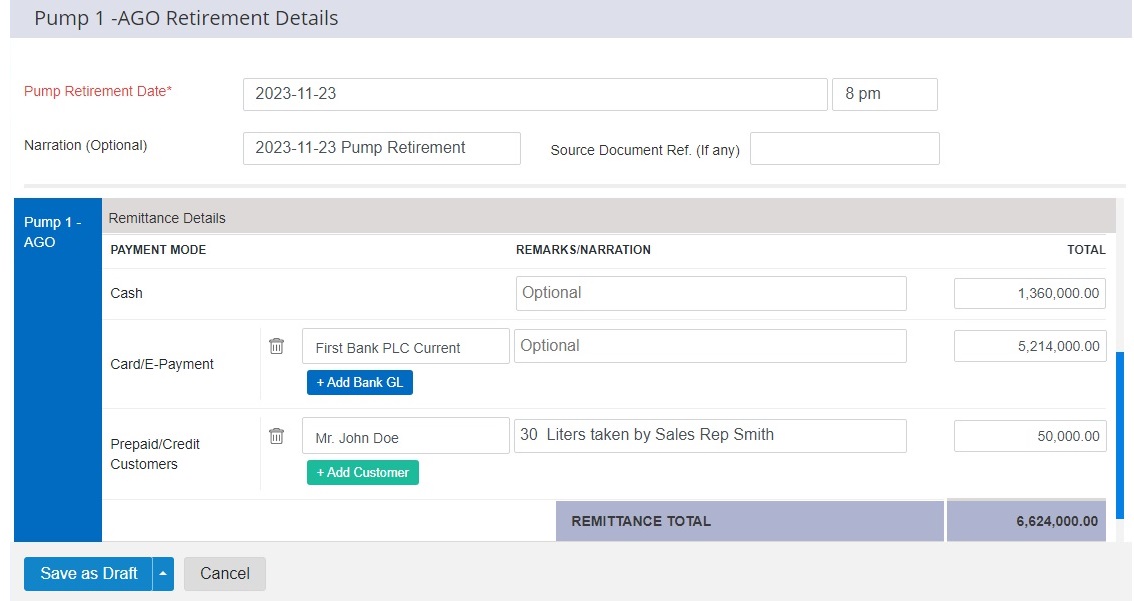 Pump 1 -AGO Retirement Details
Pump Retirement Date* 2023-11-23 8 pm
Narration (Optional) 2023-11-23 Pump Retirement Source Document Ref. (If any)
Pump 1 -
AGO
Remittance Details
PAYMENT MODE REMARKS/NARRATION TOTAL
Cash Optional 1,360,000.00
Card/E-Payment First Bank PLC Current Optional 5,214,000.00
+ Add Bank GL
Prepaid/Credit
Customers
Mr. John Doe 30 Liters taken by Sales Rep Smith 50,000.00
+ Add Customer
REMITTANCE TOTAL 6,624,000.00
Save as Draft Cancel